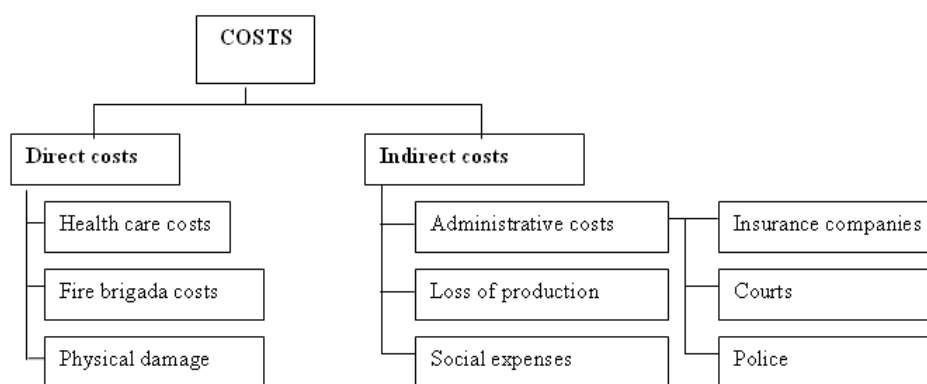 COSTS
Direct costs
Indirect costs
Health care costs
Administrative costs
Insurance companies
Fire brigada costs
Loss of production
Courts
Physical damage
Social expenses
Police